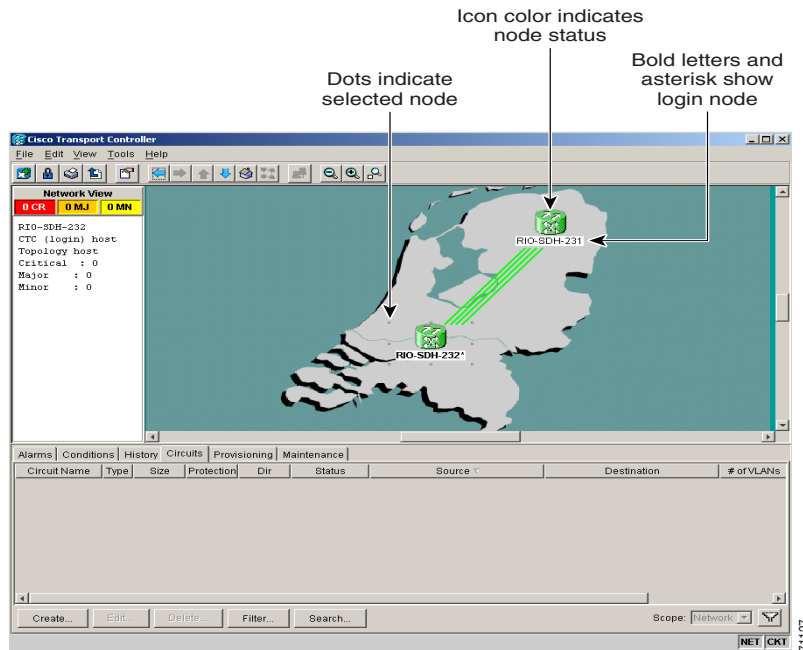 Icon color indicates
node status
Bold letters and
asterisk show
login node
Dots indicate
selected node
Cisco Transport Controller
File Edit View Tools Help
Network View
0 CR 0 MJ 0 MN
RIO-SDH-232
CTC (login) host
Topology host
Critical : 0
Major : 0
Minor : 0
RIO-SDH-231
RIO-SDH-232*
Alarms Conditions History Circuits Provisioning Maintenance
Circuit Name Type Size Protection Dir Status Source Destination # of VLANs
Create... Edit... Delete... Filter... Search... Scope: Network
NET CKT
71107